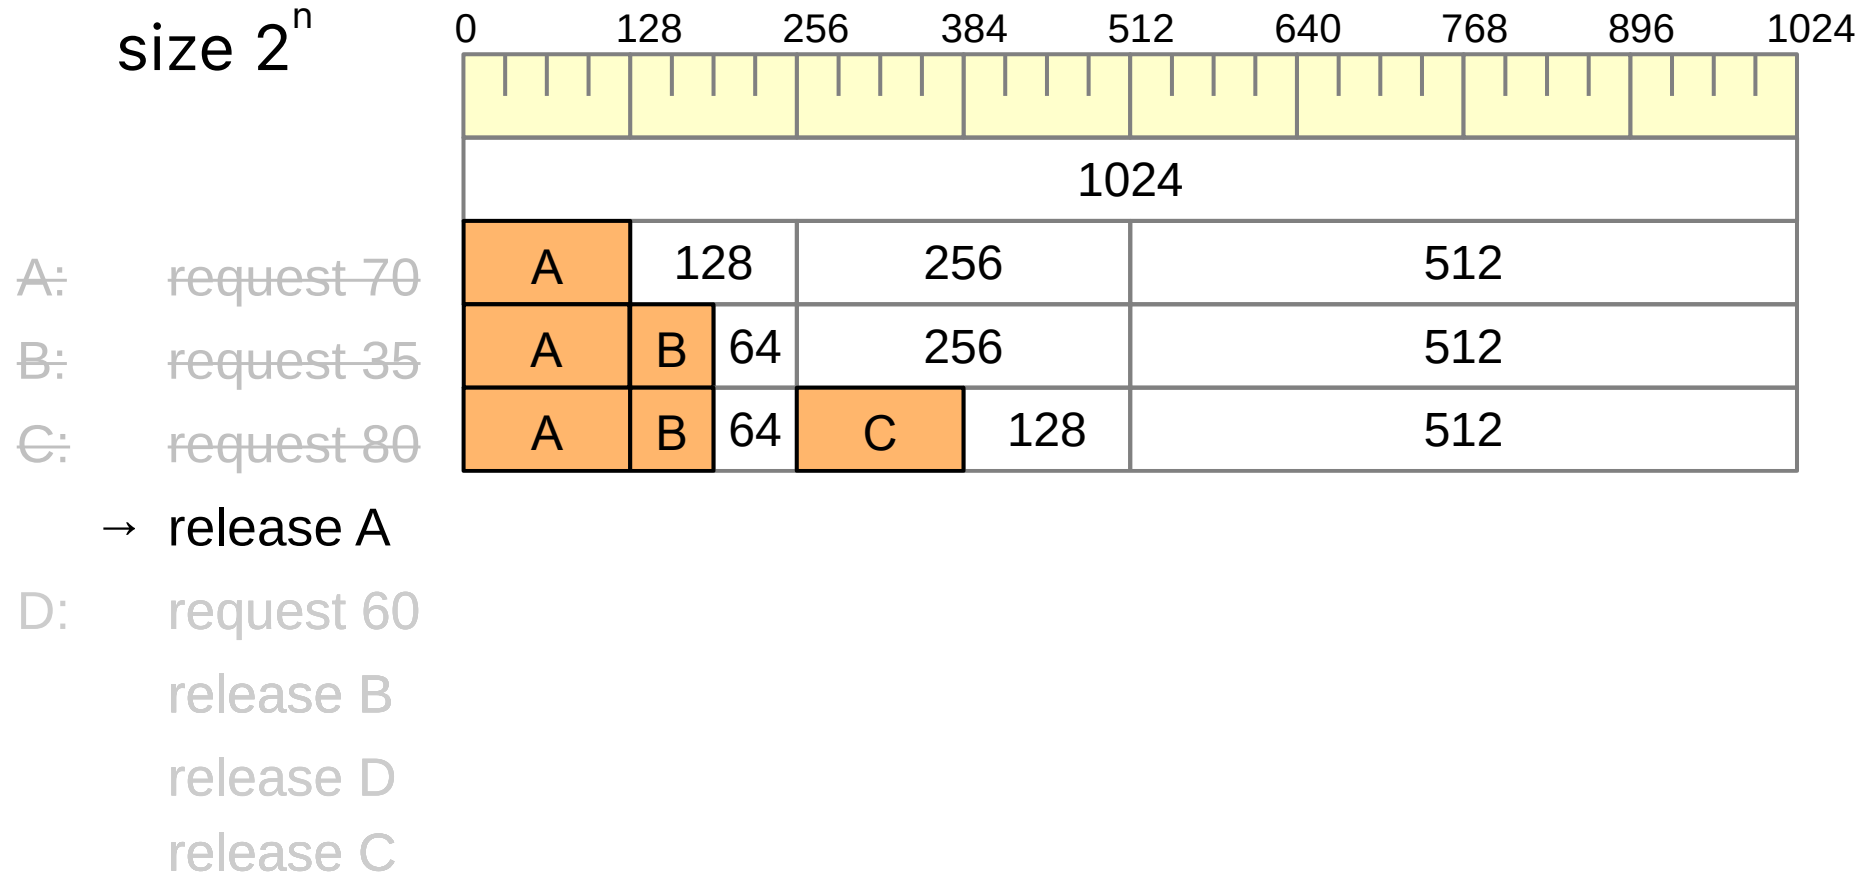 size 2ⁿ
0 128 256 384 512 640 768 896 1024
1024
A: request 70 A 128 256 512
B: request 35 A B 64 256 512
C: request 80 A B 64 C 128 512
→ release A
D: request 60
release B
release D
release C